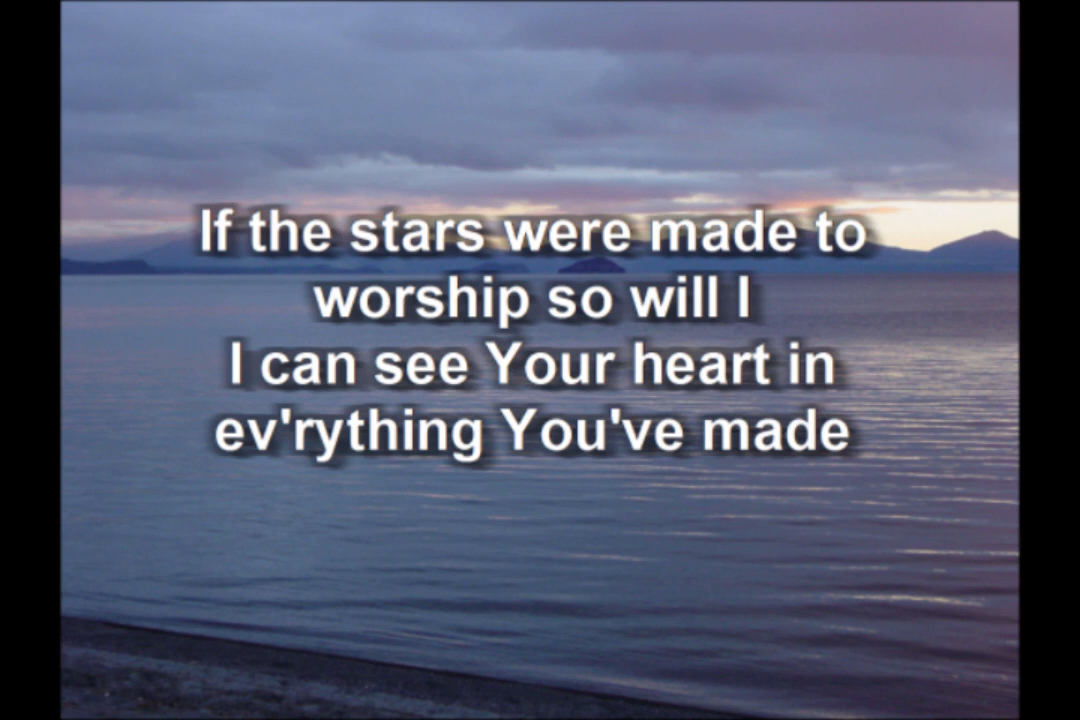 If the stars were made to
worship so will I
I can see Your heart in
ev'rything You've made